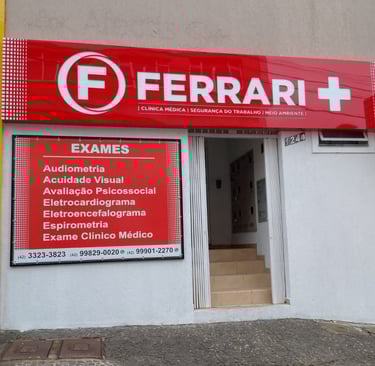 F FERRARI +
| CLÍNICA MÉDICA | SEGURANÇA DO TRABALHO | MEIO AMBIENTE |
EXAMES
Audiometria
Acuidade Visual
Avaliação Psicossocial
Eletrocardiograma
Eletroencefalograma
Espirometria
Exame Clínico Médico
(42) 3323-3823 (42) 99829-0020 (42) 99901-2270